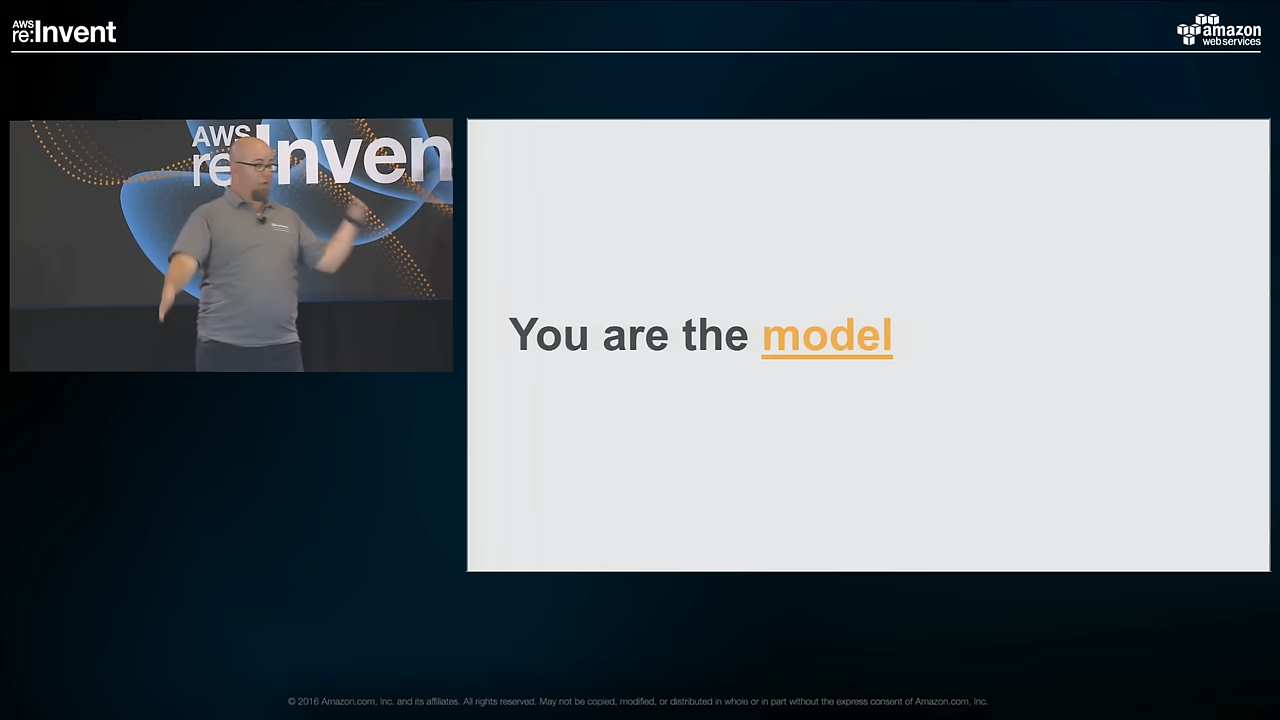 AWS
re:Invent
amazon
web services
AWS
re:Inven
You are the model
© 2016 Amazon.com, Inc. and its affiliates. All rights reserved. May not be copied, modified, or distributed in whole or in part without the express consent of Amazon.com, Inc.